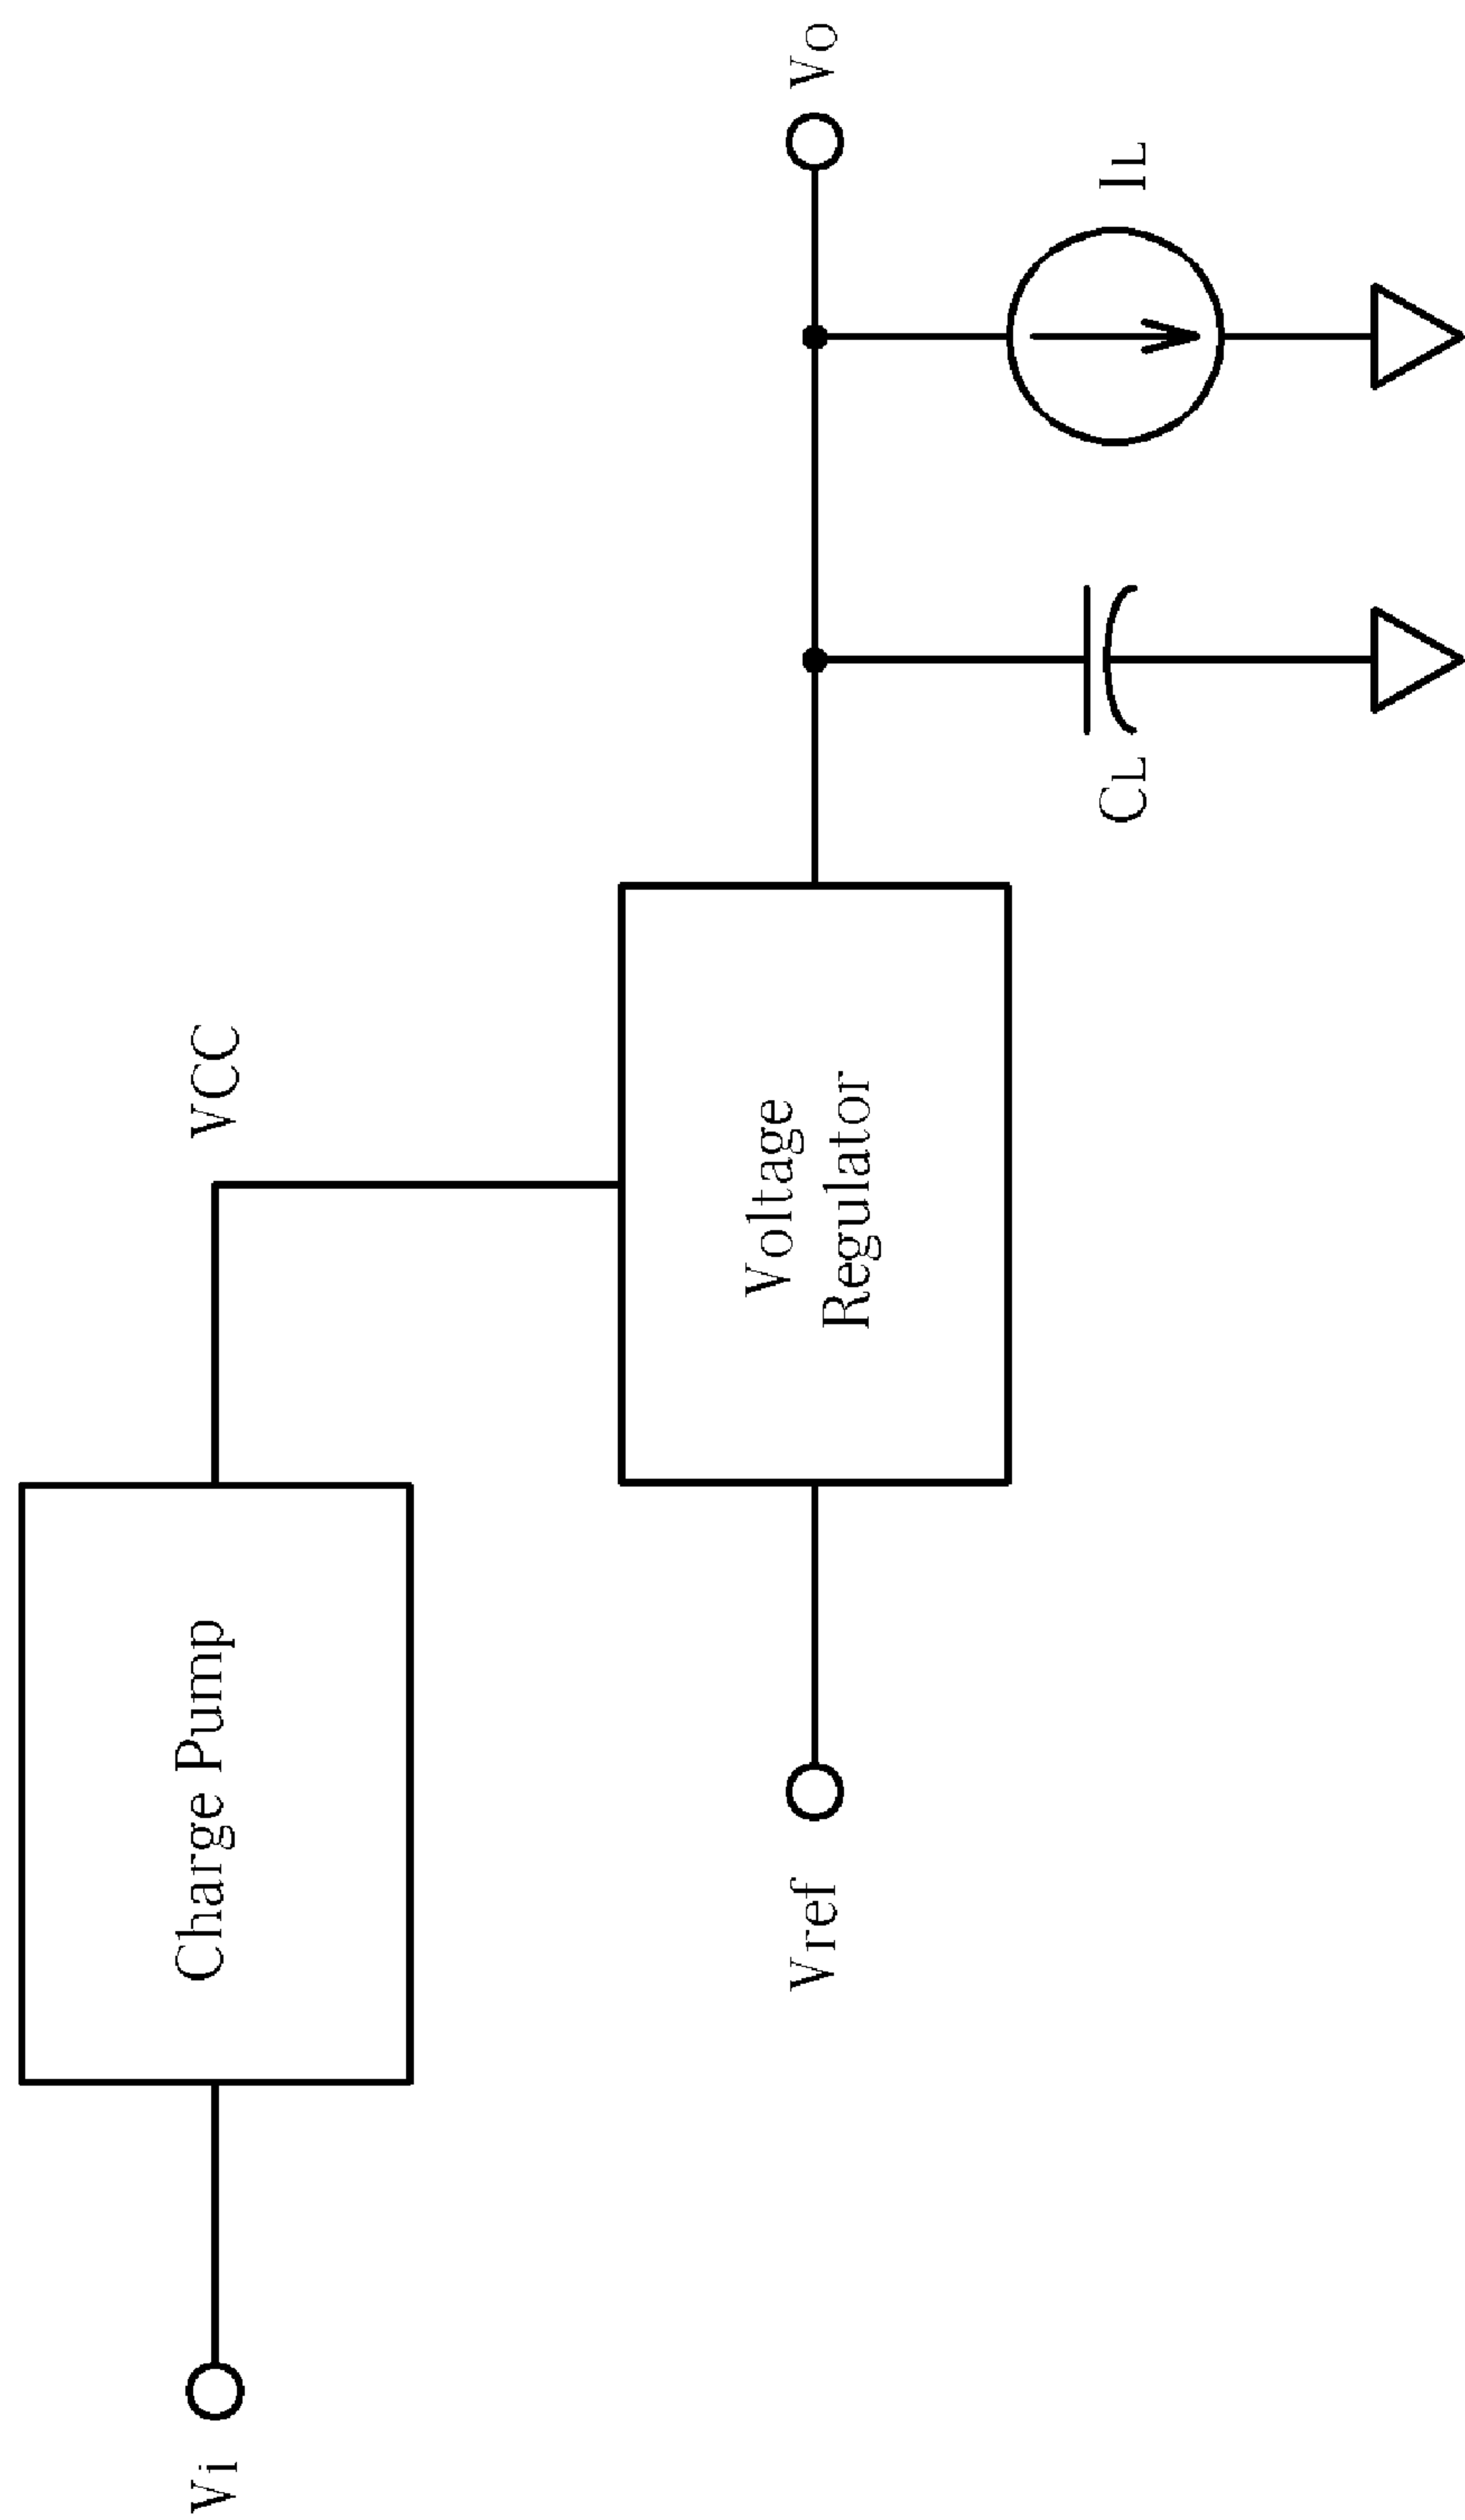 Vi
Charge Pump
VCC
Vref
Voltage
Regulator
CL
IL
Vo